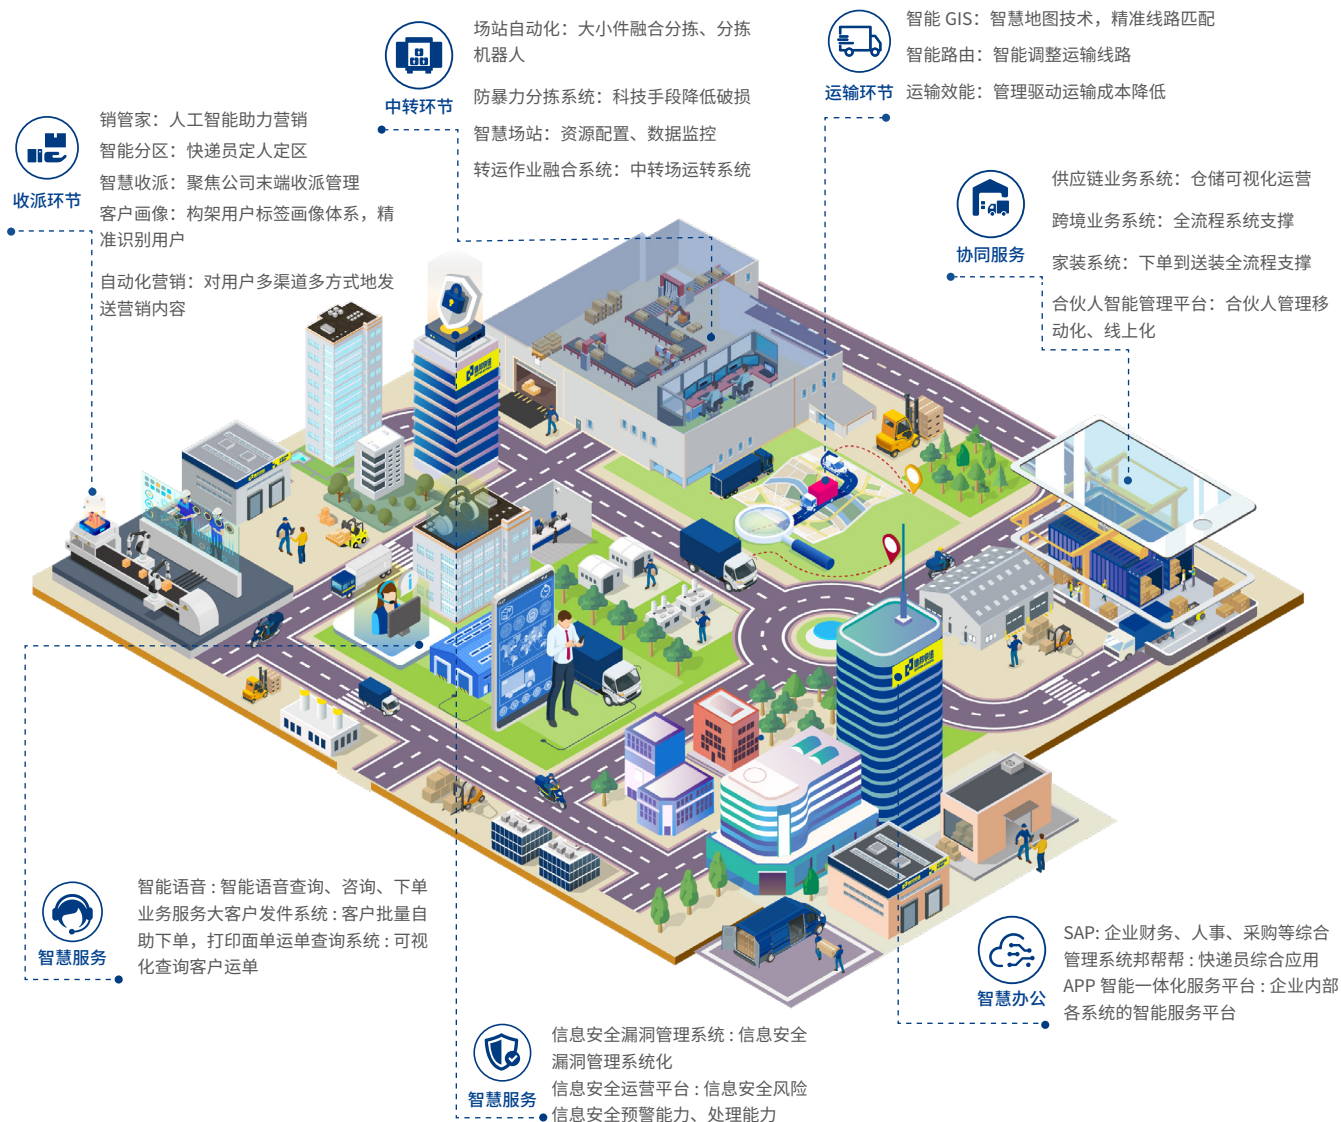 收派环节
销管家：人工智能助力营销
智能分区：快递员定人定区
智慧收派：聚焦公司末端收派管理
客户画像：构架用户标签画像体系，精
准识别用户
自动化营销：对用户多渠道多方式地发
送营销内容
中转环节
场站自动化：大小件融合分拣、分拣
机器人
防暴力分拣系统：科技手段降低破损
智慧场站：资源配置、数据监控
转运作业融合系统：中转场运转系统
运输环节
智能 GIS：智慧地图技术，精准线路匹配
智能路由：智能调整运输线路
运输效能：管理驱动运输成本降低
协同服务
供应链业务系统：仓储可视化运营
跨境业务系统：全流程系统支撑
家装系统：下单到送装全流程支撑
合伙人智能管理平台：合伙人管理移
动化、线上化
德邦快递
德邦快递
智慧服务
智能语音 : 智能语音查询、咨询、下单
业务服务大客户发件系统 : 客户批量自
助下单，打印面单运单查询系统 : 可视
化查询客户运单
智慧服务
信息安全漏洞管理系统 : 信息安全
漏洞管理系统化
信息安全运营平台 : 信息安全风险
信息安全预警能力、处理能力
智慧办公
SAP: 企业财务、人事、采购等综合
管理系统邦帮帮 : 快递员综合应用
APP 智能一体化服务平台 : 企业内部
各系统的智能服务平台